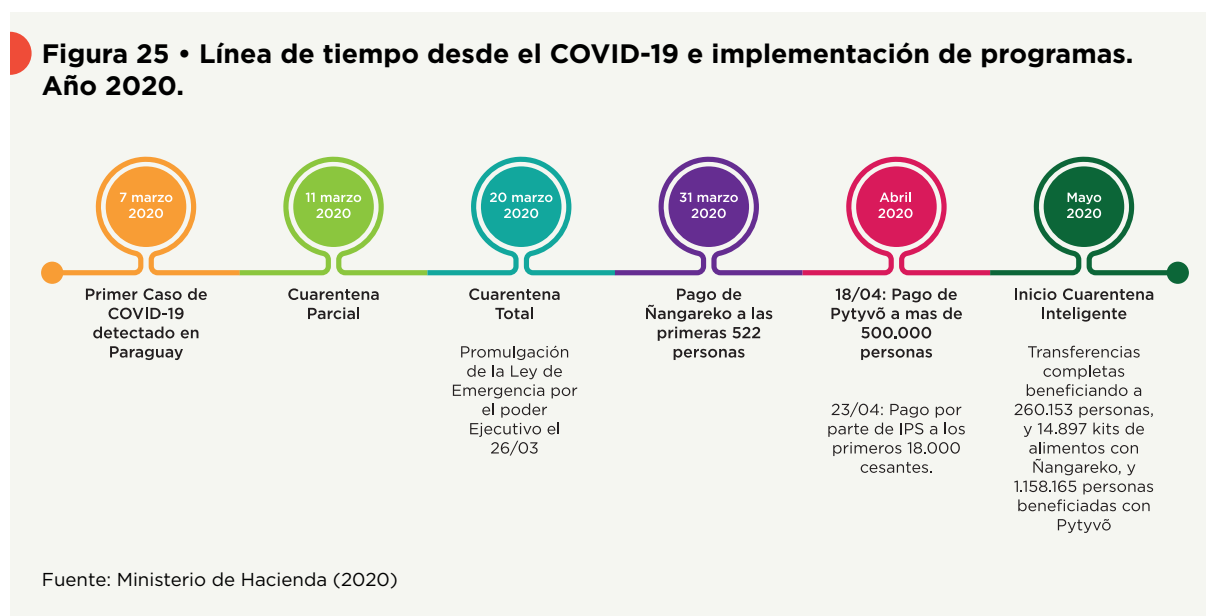 Figura 25 • Línea de tiempo desde el COVID-19 e implementación de programas.
Año 2020.
7 marzo
2020
Primer Caso de
COVID-19
detectado en
Paraguay
11 marzo
2020
Cuarentena
Parcial
20 marzo
2020
Cuarentena
Total
Promulgación
de la Ley de
Emergencia por
el poder
Ejecutivo el
26/03
31 marzo
2020
Pago de
Ñangareko a las
primeras 522
personas
Abril
2020
18/04: Pago de
Pytyvõ a mas de
500.000
personas
23/04: Pago por
parte de IPS a los
primeros 18.000
cesantes.
Mayo
2020
Inicio Cuarentena
Inteligente
Transferencias
completas
beneficiando a
260.153 personas,
y 14.897 kits de
alimentos con
Ñangareko, y
1.158.165 personas
beneficiadas con
Pytyvõ
Fuente: Ministerio de Hacienda (2020)